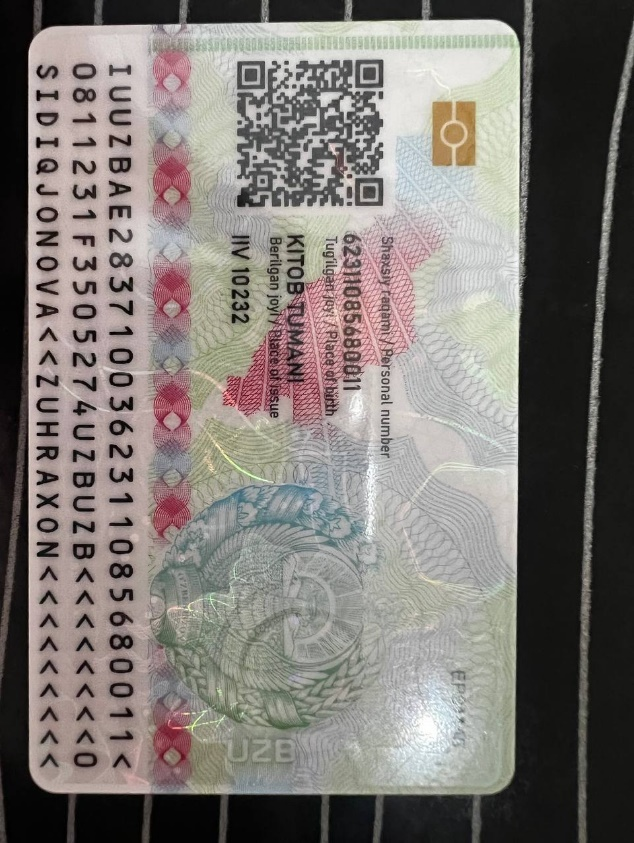 Shaxsiy raqami / Personal number
62311085680011
Tug'ilgan joyi / Place of birth
KITOB TUMANI
Berilgan joyi / Place of issue
IIV 10232
UZB
IUUZBAE2837100362311085680011<
0811231F3505274UZBUZB<<<<<<<<0
SIDIQJONOVA<<ZUHRAXON<<<<<<<<<